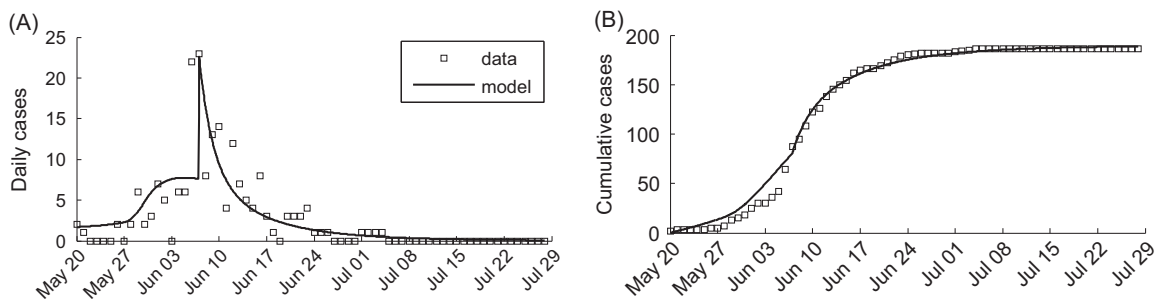 (A)
25
20
15
10
5
0
Daily cases
data
model
May 20
May 27
Jun 03
Jun 10
Jun 17
Jun 24
Jul 01
Jul 08
Jul 15
Jul 22
Jul 29
(B)
200
150
100
50
0
Cumulative cases
May 20
May 27
Jun 03
Jun 10
Jun 17
Jun 24
Jul 01
Jul 08
Jul 15
Jul 22
Jul 29